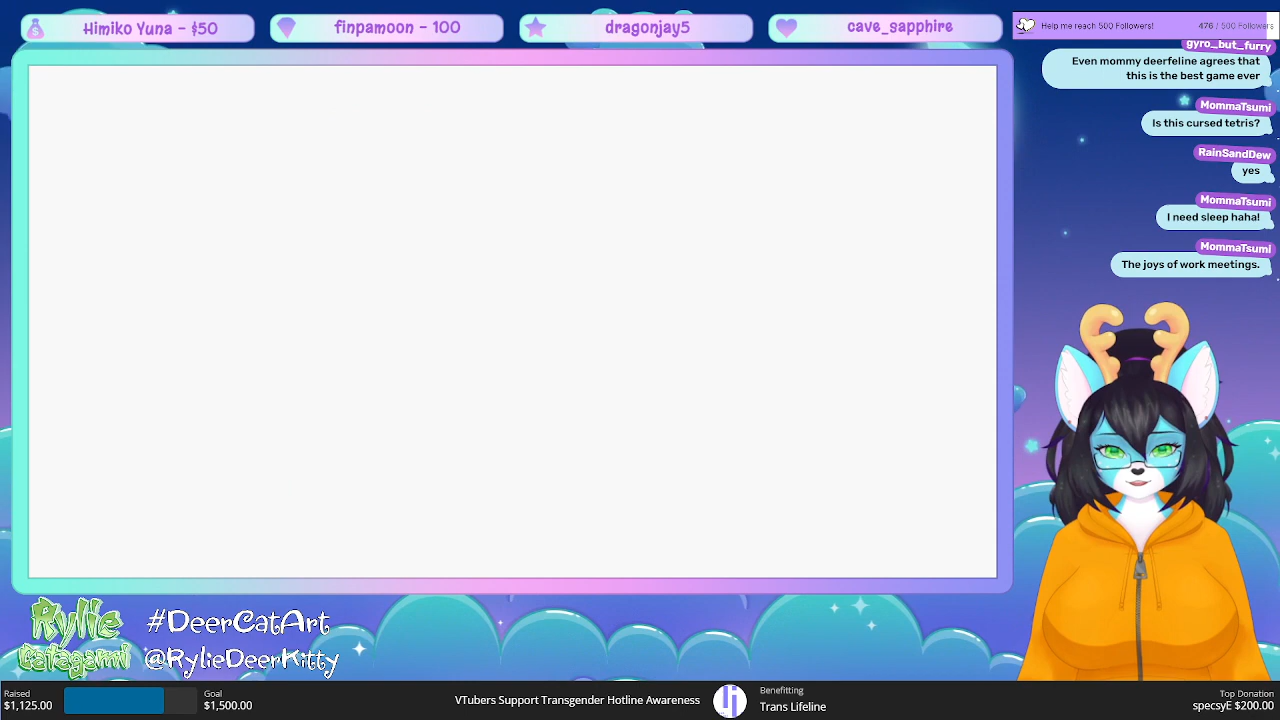 Himiko Yuna - $50
finpamoon - 100
dragonjay5
cave_sapphire
Help me reach 500 Followers!
476 / 500 Followers
gyro_but_furry
Even mommy deerfeline agrees that
this is the best game ever
MommaTsumi
Is this cursed tetris?
RainSandDew
yes
MommaTsumi
I need sleep haha!
MommaTsumi
The joys of work meetings.
Rylie
Catagami
#DeerCatArt
@RylieDeerKitty
Raised
$1,125.00
Goal
$1,500.00
VTubers Support Transgender Hotline Awareness
Benefitting
Trans Lifeline
Top Donation
specsyE $200.00